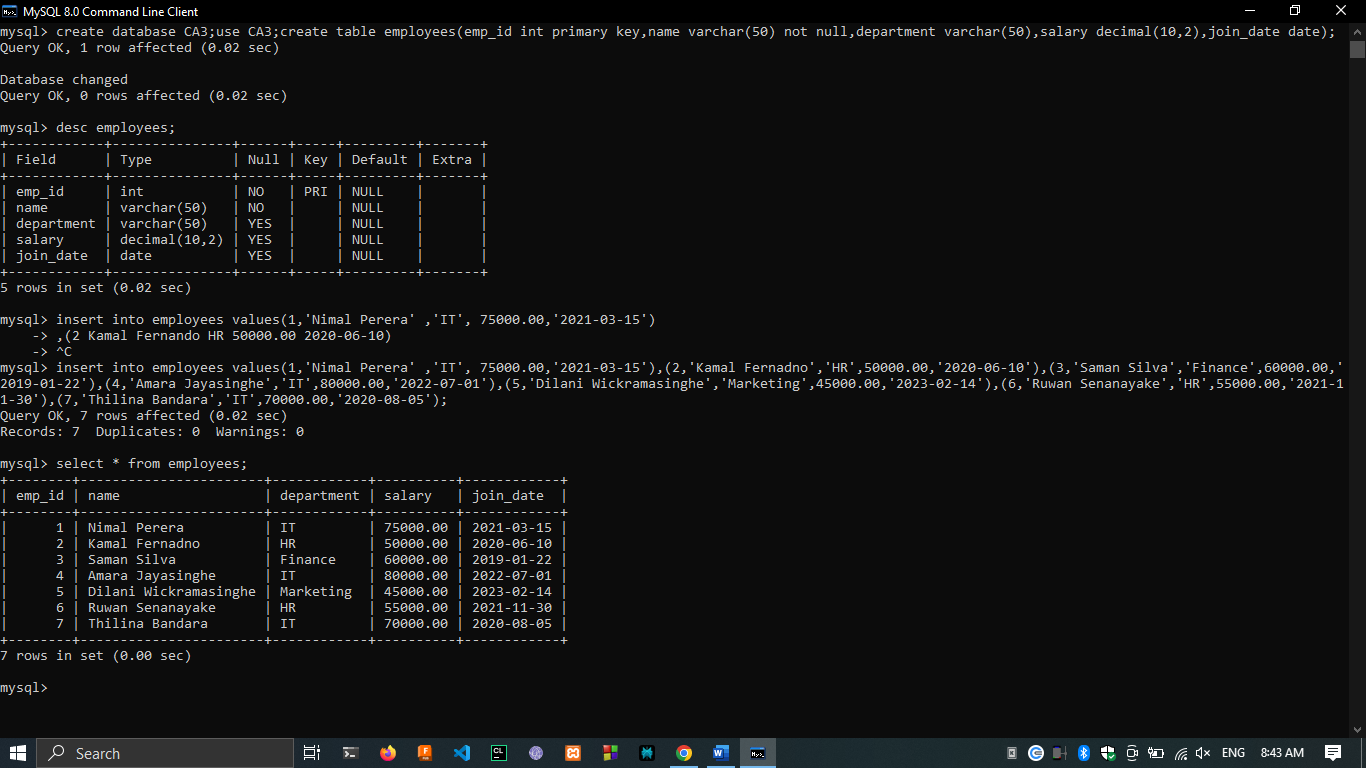 MySQL 8.0 Command Line Client
mysql> create database CA3;use CA3;create table employees(emp_id int primary key,name varchar(50) not null,department varchar(50),salary decimal(10,2),join_date date);
Query OK, 1 row affected (0.02 sec)
Database changed
Query OK, 0 rows affected (0.02 sec)
mysql> desc employees;
+------------+---------------+------+-----+---------+-------+
| Field      | Type          | Null | Key | Default | Extra |
+------------+---------------+------+-----+---------+-------+
| emp_id     | int           | NO   | PRI | NULL    |       |
| name       | varchar(50)   | NO   |     | NULL    |       |
| department | varchar(50)   | YES  |     | NULL    |       |
| salary     | decimal(10,2) | YES  |     | NULL    |       |
| join_date  | date          | YES  |     | NULL    |       |
+------------+---------------+------+-----+---------+-------+
5 rows in set (0.02 sec)
mysql> insert into employees values(1,'Nimal Perera' ,'IT', 75000.00,'2021-03-15')
    -> ,(2 Kamal Fernando HR 50000.00 2020-06-10)
    -> ^C
mysql> insert into employees values(1,'Nimal Perera' ,'IT', 75000.00,'2021-03-15'),(2,'Kamal Fernadno','HR',50000.00,'2020-06-10'),(3,'Saman Silva','Finance',60000.00,'
2019-01-22'),(4,'Amara Jayasinghe','IT',80000.00,'2022-07-01'),(5,'Dilani Wickramasinghe','Marketing',45000.00,'2023-02-14'),(6,'Ruwan Senanayake','HR',55000.00,'2021-1
1-30'),(7,'Thilina Bandara','IT',70000.00,'2020-08-05');
Query OK, 7 rows affected (0.02 sec)
Records: 7  Duplicates: 0  Warnings: 0
mysql> select * from employees;
+--------+-----------------------+------------+----------+------------+
| emp_id | name                  | department | salary   | join_date  |
+--------+-----------------------+------------+----------+------------+
|      1 | Nimal Perera          | IT         | 75000.00 | 2021-03-15 |
|      2 | Kamal Fernadno        | HR         | 50000.00 | 2020-06-10 |
|      3 | Saman Silva           | Finance    | 60000.00 | 2019-01-22 |
|      4 | Amara Jayasinghe      | IT         | 80000.00 | 2022-07-01 |
|      5 | Dilani Wickramasinghe | Marketing  | 45000.00 | 2023-02-14 |
|      6 | Ruwan Senanayake      | HR         | 55000.00 | 2021-11-30 |
|      7 | Thilina Bandara       | IT         | 70000.00 | 2020-08-05 |
+--------+-----------------------+------------+----------+------------+
7 rows in set (0.00 sec)
mysql>
Search
ENG
8:43 AM